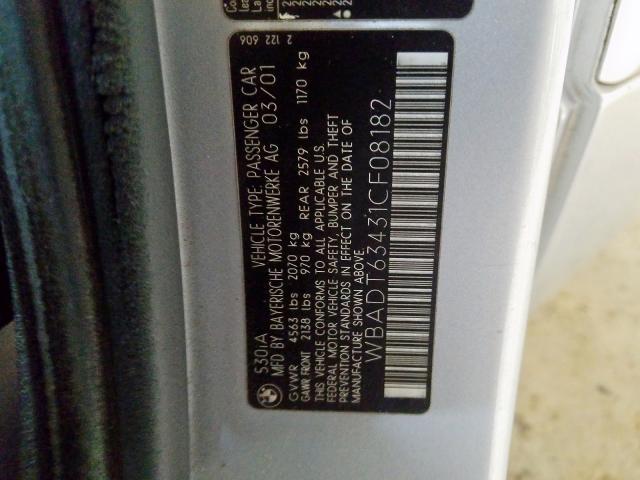 530iA VEHICLE TYPE: PASSENGER CAR
MFD BY BAYERISCHE MOTORENWERKE AG 03/01
GVWR 4563 lbs 2070 kg
GAWR FRONT 2138 lbs 970 kg REAR 2579 lbs 1170 kg
THIS VEHICLE CONFORMS TO ALL APPLICABLE U.S.
FEDERAL MOTOR VEHICLE SAFETY, BUMPER AND THEFT
PREVENTION STANDARDS IN EFFECT ON THE DATE OF
MANUFACTURE SHOWN ABOVE.
WBADT63431CF08182
2 122 606